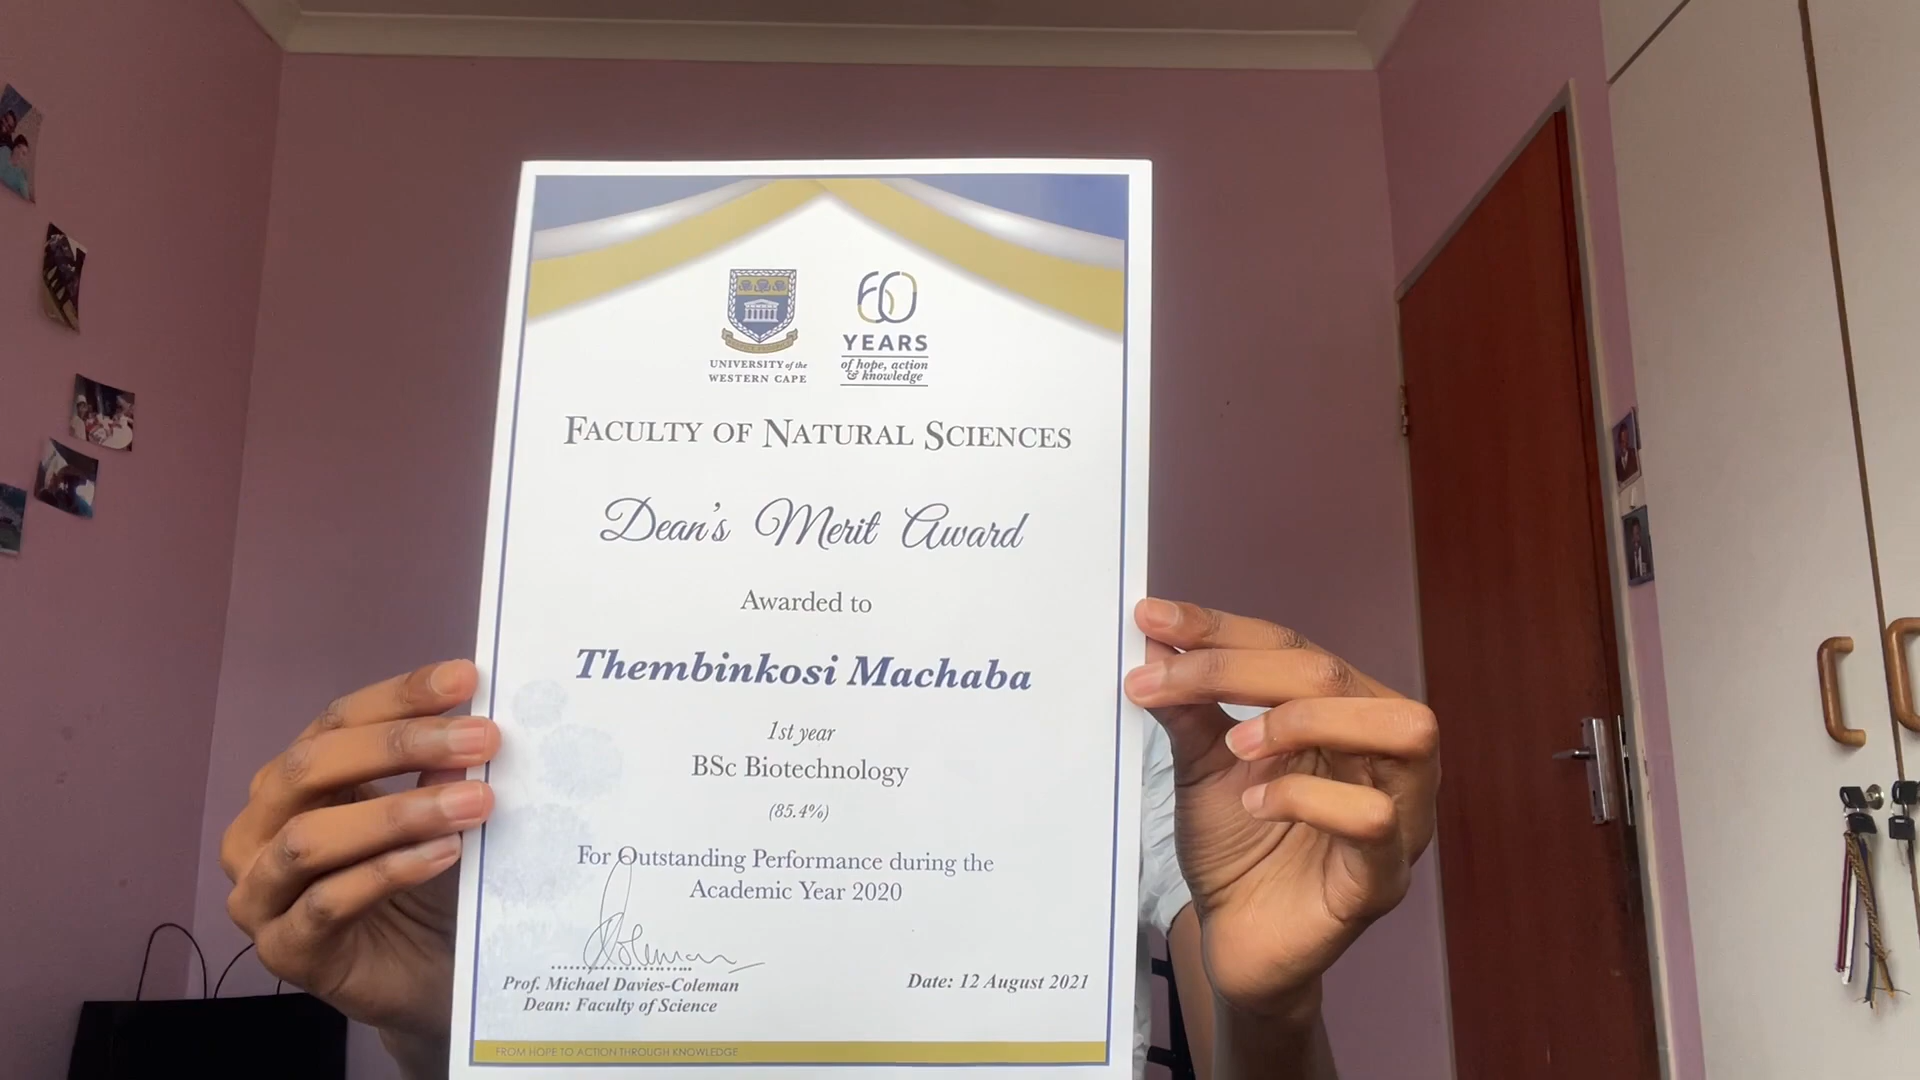 UNIVERSITY of the
WESTERN CAPE
60
YEARS
of hope, action
& knowledge
FACULTY OF NATURAL SCIENCES
Dean's Merit Award
Awarded to
Thembinkosi Machaba
1st year
BSc Biotechnology
(85.4%)
For Outstanding Performance during the
Academic Year 2020
Prof. Michael Davies-Coleman
Dean: Faculty of Science
Date: 12 August 2021
FROM HOPE TO ACTION THROUGH KNOWLEDGE